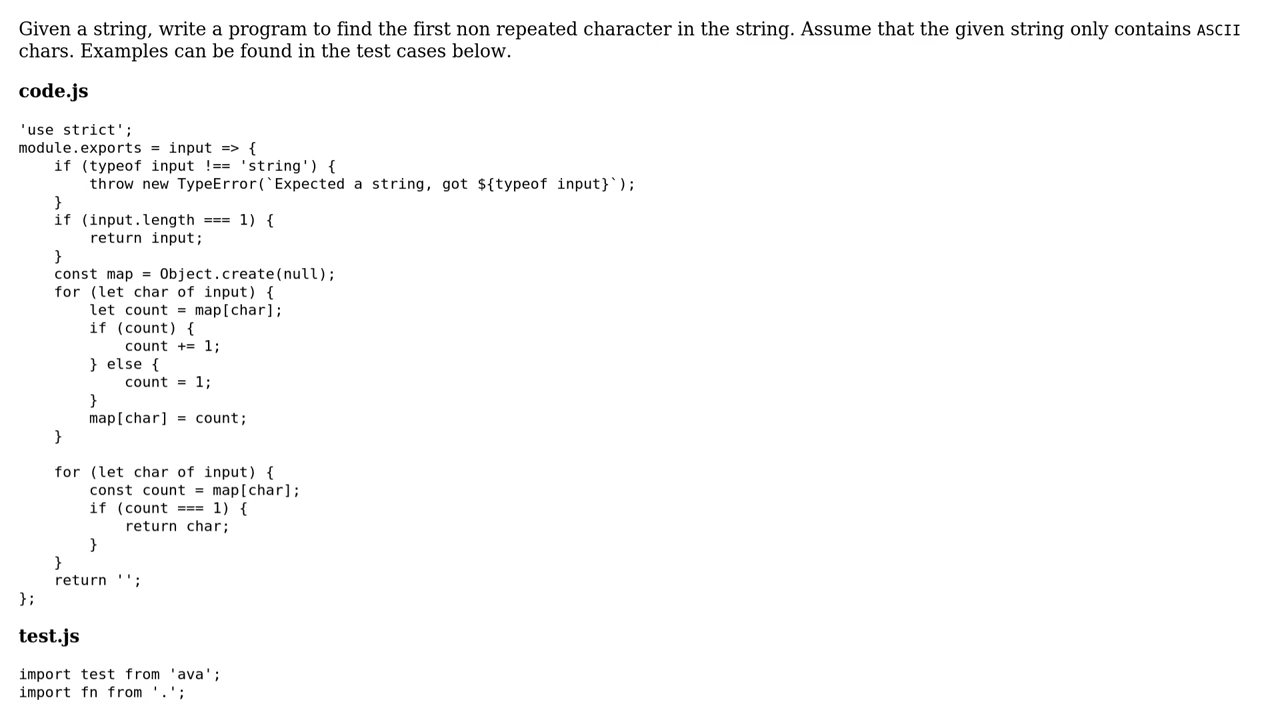 Given a string, write a program to find the first non repeated character in the string. Assume that the given string only contains ASCII
chars. Examples can be found in the test cases below.
code.js
'use strict';
module.exports = input => {
    if (typeof input !== 'string') {
        throw new TypeError(`Expected a string, got ${typeof input}`);
    }
    if (input.length === 1) {
        return input;
    }
    const map = Object.create(null);
    for (let char of input) {
        let count = map[char];
        if (count) {
            count += 1;
        } else {
            count = 1;
        }
        map[char] = count;
    }

    for (let char of input) {
        const count = map[char];
        if (count === 1) {
            return char;
        }
    }
    return '';
};
test.js
import test from 'ava';
import fn from '.';